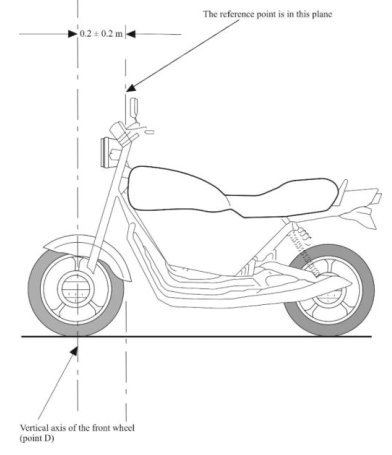 The reference point is in this plane
0.2 ± 0.2 m
Vertical axis of the front wheel
(point D)